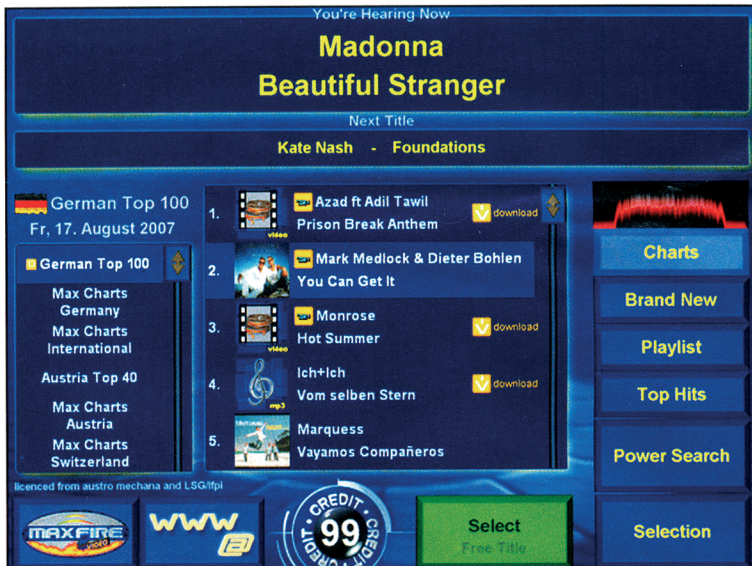 You're Hearing Now
Madonna
Beautiful Stranger
Next Title
Kate Nash - Foundations
German Top 100
Fr, 17. August 2007
German Top 100
Max Charts
Germany
Max Charts
International
Austria Top 40
Max Charts
Austria
Max Charts
Switzerland
licenced from austro mechana and LSG/ifpi
1.
video
Azad ft Adil Tawil
Prison Break Anthem
download
2.
Mark Medlock & Dieter Bohlen
You Can Get It
3.
video
Monrose
Hot Summer
download
4.
mp3
Ich+Ich
Vom selben Stern
download
5.
Marquess
Vayamos Compañeros
Charts
Brand New
Playlist
Top Hits
Power Search
Selection
MAXFIRE
VIDEO
WWW
@
CREDIT · CREDIT · CREDIT
99
Select
Free Title